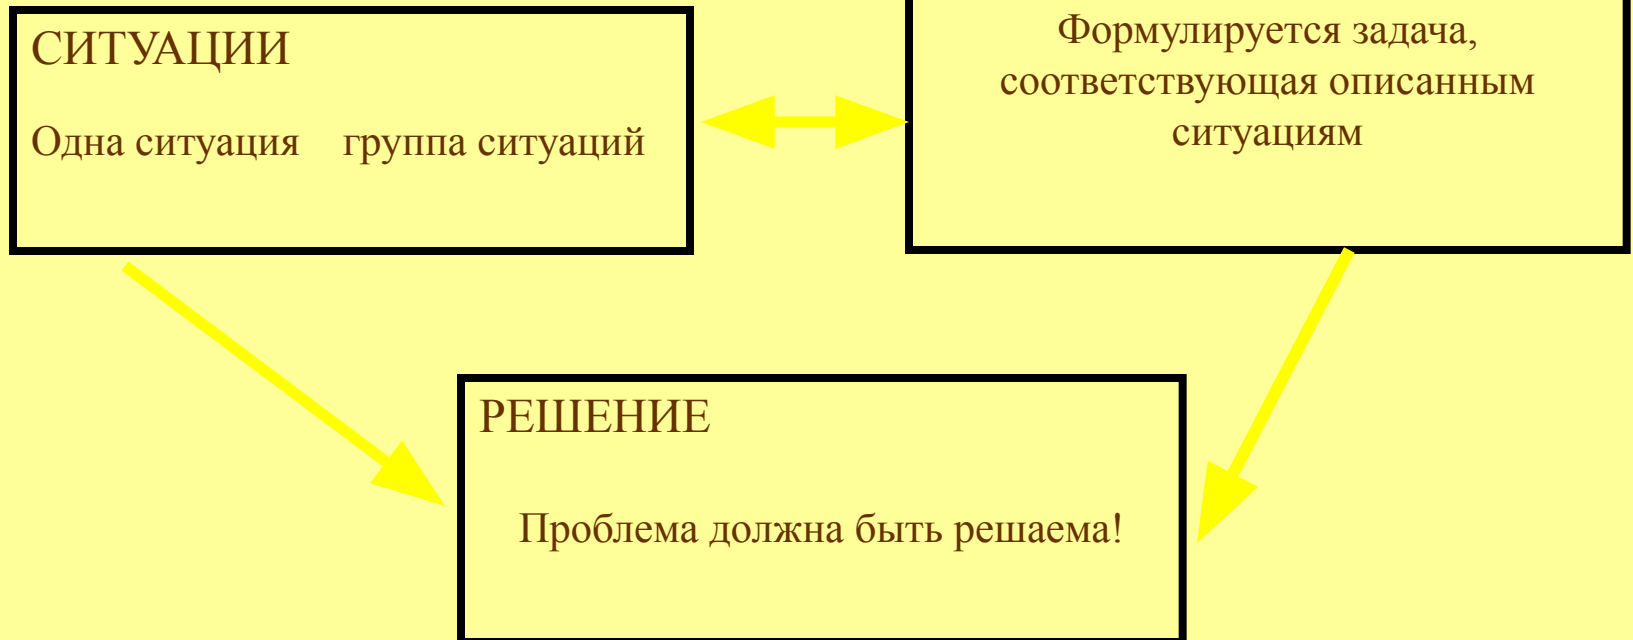 СИТУАЦИИ
Одна ситуация группа ситуаций
Формулируется задача,
соответствующая описанным
ситуациям
РЕШЕНИЕ
Проблема должна быть решаема!